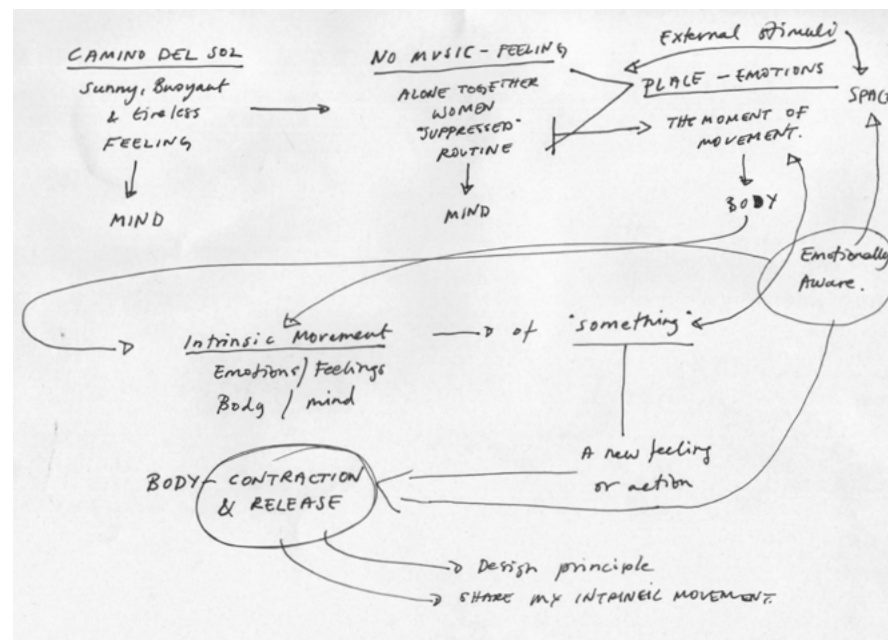 CAMINO DEL SOL
Sunny, Buoyant
& tireless
FEELING
MIND
NO MUSIC - FEELING
ALONE TOGETHER
WOMEN
"SUPPRESSED"
ROUTINE
MIND
External Stimuli
PLACE - EMOTIONS
SPACE
THE MOMENT OF
MOVEMENT.
BODY
Emotionally
Aware.
Intrinsic Movement
Emotions / Feelings
Body / mind
of "something"
A new feeling
or action
BODY - CONTRACTION
& RELEASE
Design principle
SHARE MY INTRINSIC MOVEMENT.